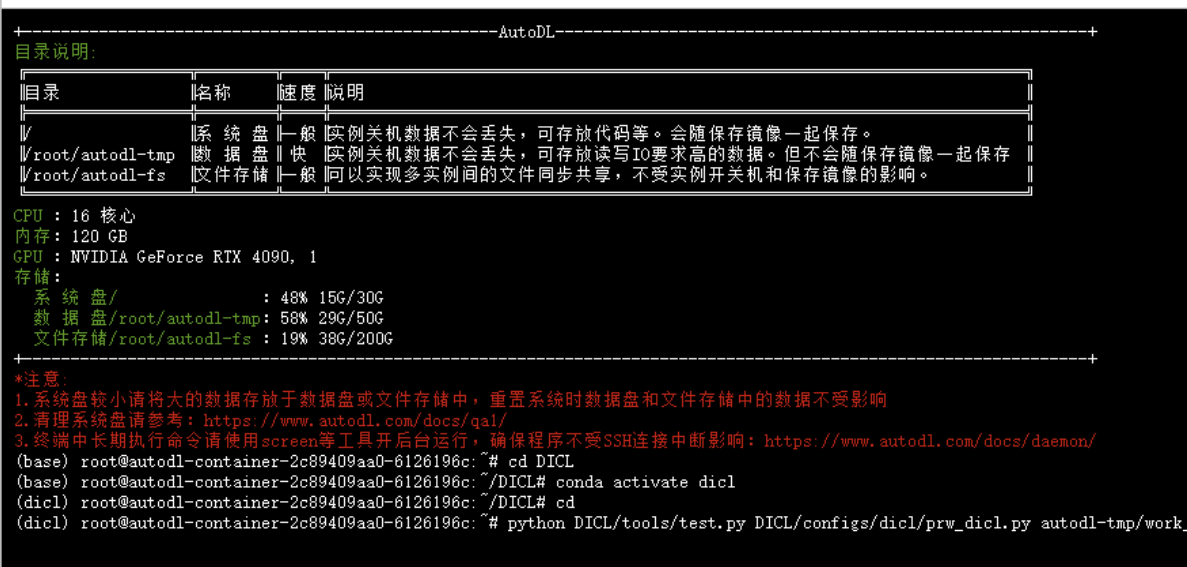 AutoDL
目录说明:
目录 名称 速度 说明
/ 系 统 盘 一般 实例关机数据不会丢失，可存放代码等。会随保存镜像一起保存。
/root/autodl-tmp 数 据 盘 快 实例关机数据不会丢失，可存放读写IO要求高的数据。但不会随保存镜像一起保存
/root/autodl-fs 文件存储 一般 可以实现多实例间的文件同步共享，不受实例开关机和保存镜像的影响。
CPU : 16 核心
内存: 120 GB
GPU : NVIDIA GeForce RTX 4090, 1
存储:
系 统 盘/ : 48% 15G/30G
数 据 盘/root/autodl-tmp: 58% 29G/50G
文件存储/root/autodl-fs : 19% 38G/200G
*注意:
1.系统盘较小请将大的数据存放于数据盘或文件存储中，重置系统时数据盘和文件存储中的数据不受影响
2.清理系统盘请参考: https://www.autodl.com/docs/qa1/
3.终端中长期执行命令请使用screen等工具开后台运行，确保程序不受SSH连接中断影响: https://www.autodl.com/docs/daemon/
(base) root@autodl-container-2c89409aa0-6126196c:~# cd DICL
(base) root@autodl-container-2c89409aa0-6126196c:~/DICL# conda activate dicl
(dicl) root@autodl-container-2c89409aa0-6126196c:~/DICL# cd
(dicl) root@autodl-container-2c89409aa0-6126196c:~# python DICL/tools/test.py DICL/configs/dicl/prw_dicl.py autodl-tmp/work_